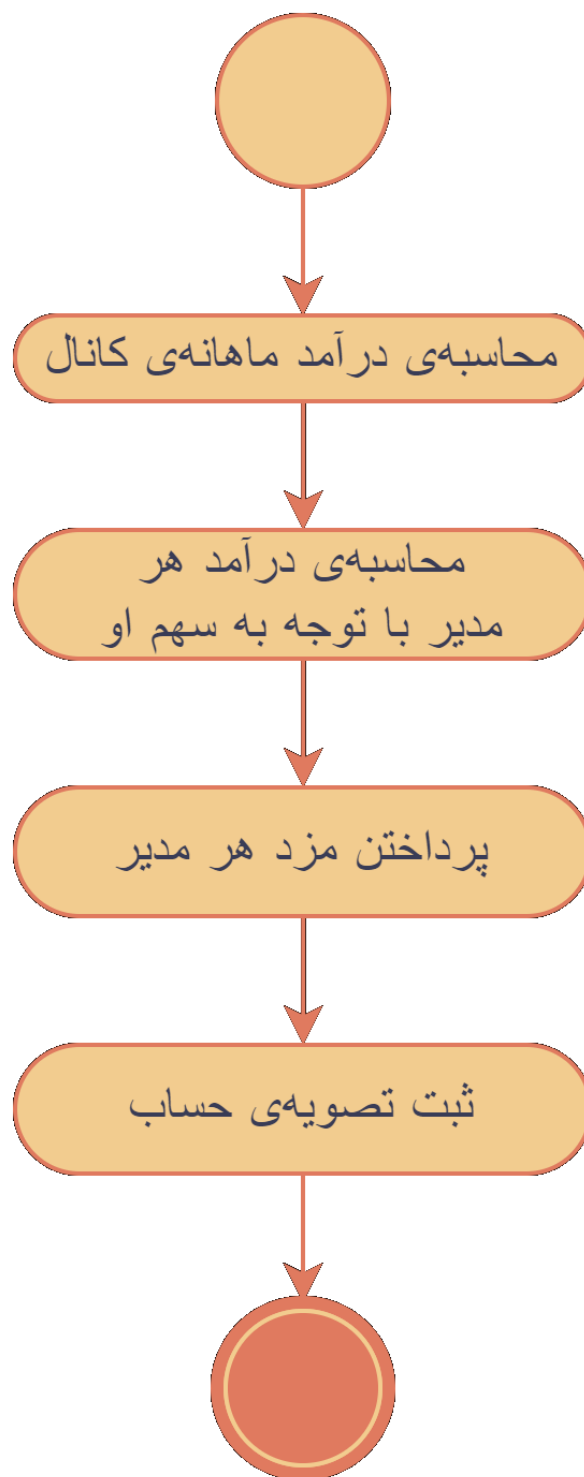 محاسبه‌ی درآمد ماهانه‌ی کانال
محاسبه‌ی درآمد هر
مدیر با توجه به سهم او
پرداختن مزد هر مدیر
ثبت تصویه‌ی حساب